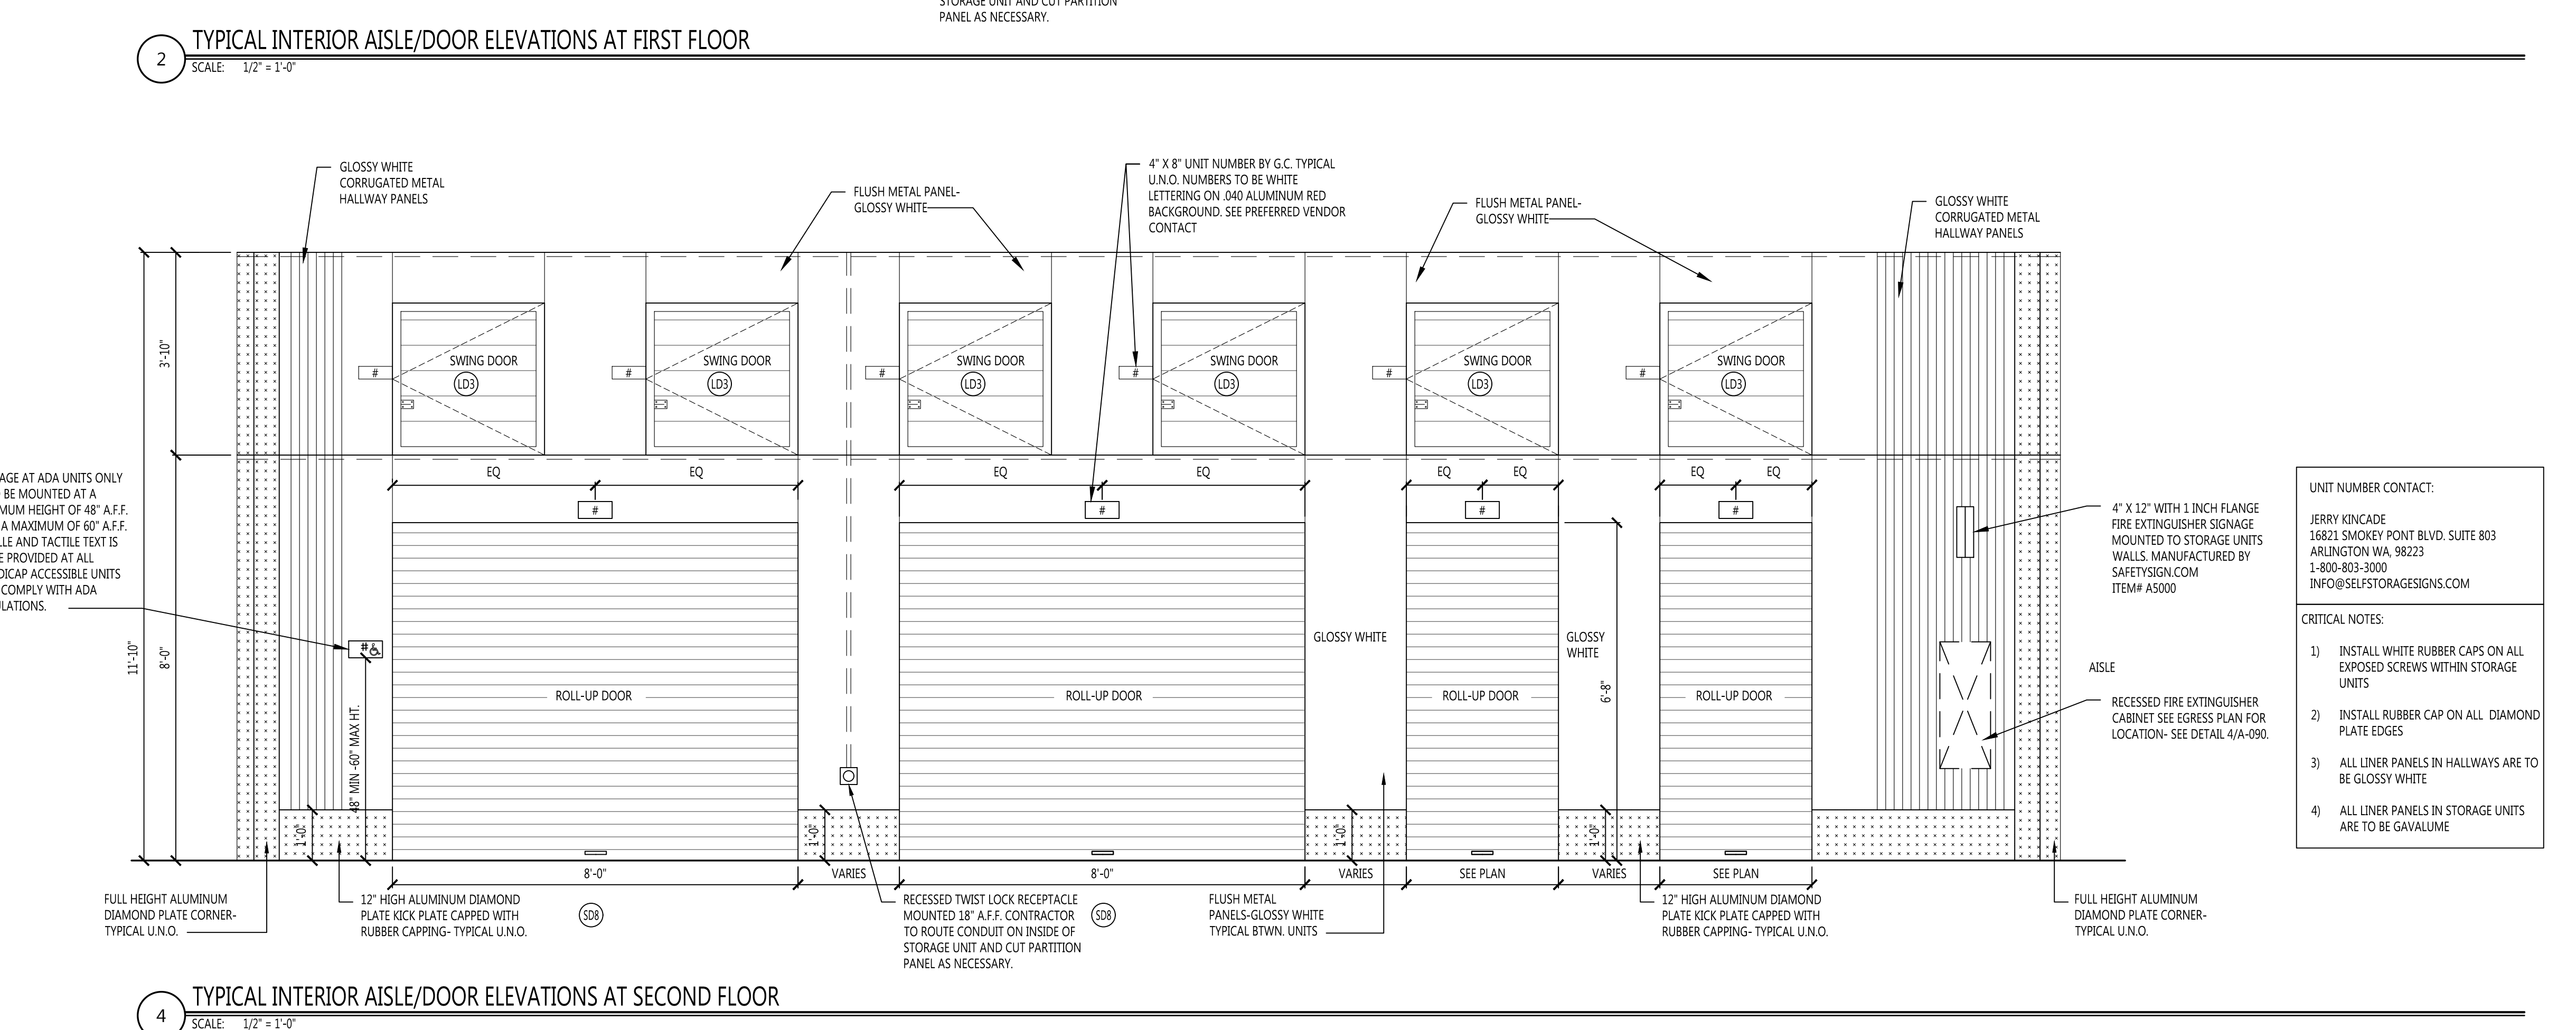 STORAGE UNIT AND CUT PARTITION
PANEL AS NECESSARY.
2
TYPICAL INTERIOR AISLE/DOOR ELEVATIONS AT FIRST FLOOR
SCALE: 1/2" = 1'-0"
GLOSSY WHITE
CORRUGATED METAL
HALLWAY PANELS
FLUSH METAL PANEL-
GLOSSY WHITE
4" X 8" UNIT NUMBER BY G.C. TYPICAL
U.N.O. NUMBERS TO BE WHITE
LETTERING ON .040 ALUMINUM RED
BACKGROUND. SEE PREFERRED VENDOR
CONTACT
FLUSH METAL PANEL-
GLOSSY WHITE
GLOSSY WHITE
CORRUGATED METAL
HALLWAY PANELS
3'-10"
# SWING DOOR LD3
# SWING DOOR LD3
# SWING DOOR LD3
# SWING DOOR LD3
# SWING DOOR LD3
# SWING DOOR LD3
EQ EQ EQ EQ EQ EQ EQ EQ
# # # #
AGE AT ADA UNITS ONLY
BE MOUNTED AT A
MUM HEIGHT OF 48" A.F.F.
A MAXIMUM OF 60" A.F.F.
LLE AND TACTILE TEXT IS
E PROVIDED AT ALL
DICAP ACCESSIBLE UNITS
COMPLY WITH ADA
LATIONS.
11'-10"
8'-0"
#
48" MIN -60" MAX HT.
ROLL-UP DOOR
ROLL-UP DOOR
GLOSSY WHITE
ROLL-UP DOOR
GLOSSY
WHITE
6'-8"
ROLL-UP DOOR
4" X 12" WITH 1 INCH FLANGE
FIRE EXTINGUISHER SIGNAGE
MOUNTED TO STORAGE UNITS
WALLS. MANUFACTURED BY
SAFETYSIGN.COM
ITEM# A5000
AISLE
RECESSED FIRE EXTINGUISHER
CABINET SEE EGRESS PLAN FOR
LOCATION- SEE DETAIL 4/A-090.
UNIT NUMBER CONTACT:
JERRY KINCADE
16821 SMOKEY PONT BLVD. SUITE 803
ARLINGTON WA, 98223
1-800-803-3000
INFO@SELFSTORAGESIGNS.COM
CRITICAL NOTES:
1) INSTALL WHITE RUBBER CAPS ON ALL
EXPOSED SCREWS WITHIN STORAGE
UNITS
2) INSTALL RUBBER CAP ON ALL DIAMOND
PLATE EDGES
3) ALL LINER PANELS IN HALLWAYS ARE TO
BE GLOSSY WHITE
4) ALL LINER PANELS IN STORAGE UNITS
ARE TO BE GAVALUME
1'-0" 1'-0" 1'-0" 1'-0"
8'-0" VARIES 8'-0" VARIES SEE PLAN VARIES SEE PLAN
FULL HEIGHT ALUMINUM
DIAMOND PLATE CORNER-
TYPICAL U.N.O.
12" HIGH ALUMINUM DIAMOND
PLATE KICK PLATE CAPPED WITH
RUBBER CAPPING- TYPICAL U.N.O.
SD8
RECESSED TWIST LOCK RECEPTACLE
MOUNTED 18" A.F.F. CONTRACTOR
TO ROUTE CONDUIT ON INSIDE OF
STORAGE UNIT AND CUT PARTITION
PANEL AS NECESSARY.
SD8
FLUSH METAL
PANELS-GLOSSY WHITE
TYPICAL BTWN. UNITS
12" HIGH ALUMINUM DIAMOND
PLATE KICK PLATE CAPPED WITH
RUBBER CAPPING- TYPICAL U.N.O.
FULL HEIGHT ALUMINUM
DIAMOND PLATE CORNER-
TYPICAL U.N.O.
4
TYPICAL INTERIOR AISLE/DOOR ELEVATIONS AT SECOND FLOOR
SCALE: 1/2" = 1'-0"